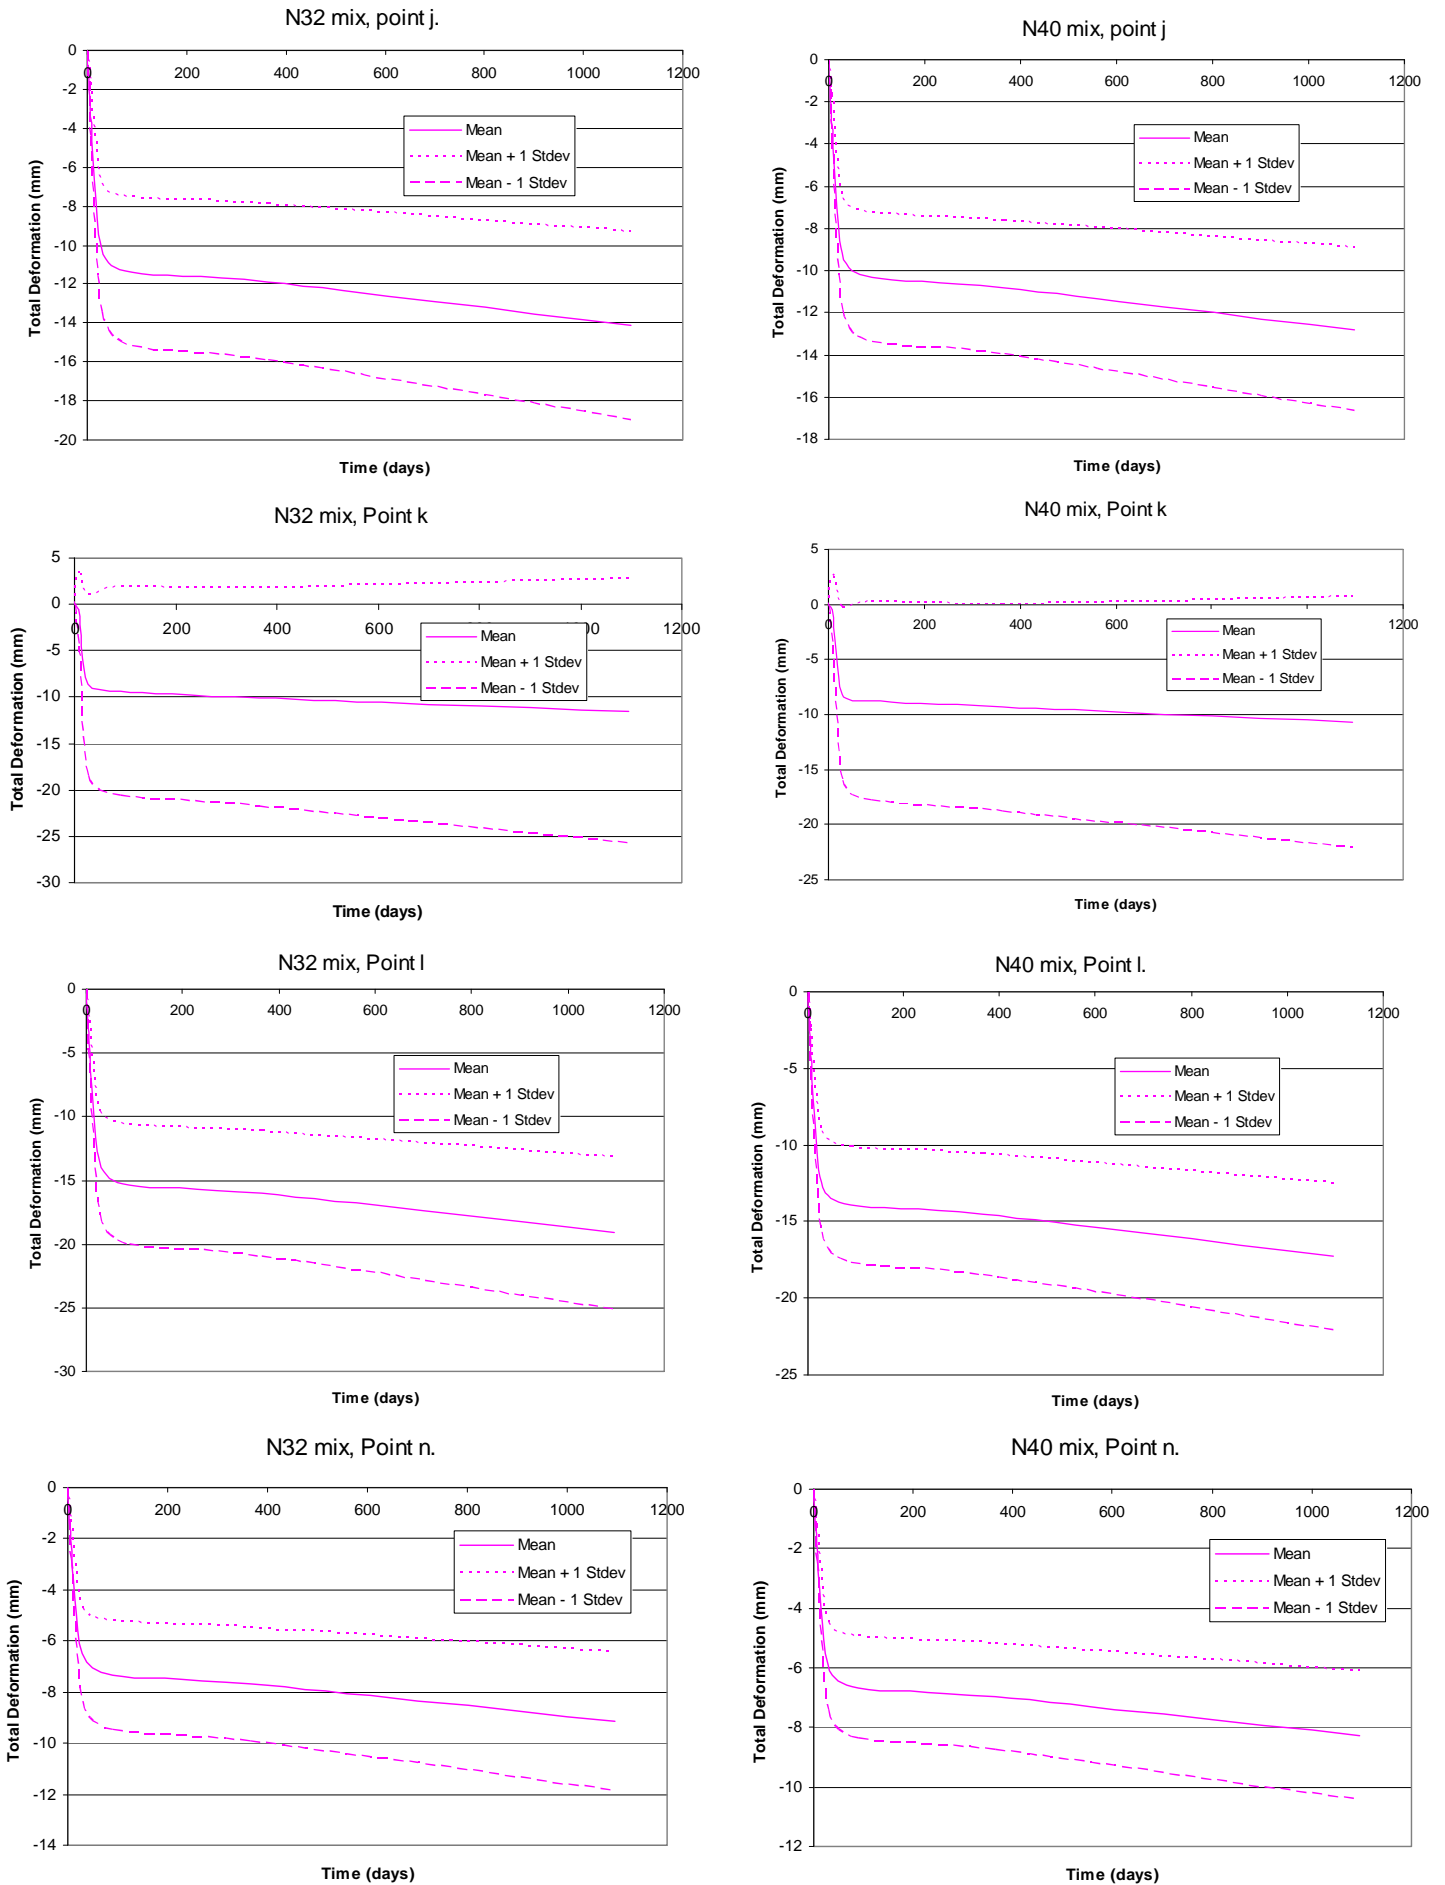 N32 mix, point j.
0
0 200 400 600 800 1000 1200
-2
-4
-6
-8
-10
-12
-14
-16
-18
-20
Total Deformation (mm)
Mean
Mean + 1 Stdev
Mean - 1 Stdev
Time (days)
N40 mix, point j
0
0 200 400 600 800 1000 1200
-2
-4
-6
-8
-10
-12
-14
-16
-18
Total Deformation (mm)
Mean
Mean + 1 Stdev
Mean - 1 Stdev
Time (days)
N32 mix, Point k
5
0
0 200 400 600 800 1000 1200
-5
-10
-15
-20
-25
-30
Total Deformation (mm)
Mean
Mean + 1 Stdev
Mean - 1 Stdev
Time (days)
N40 mix, Point k
5
0
0 200 400 1200
-5
-10
-15
-20
-25
Total Deformation (mm)
Mean
Mean + 1 Stdev
Mean - 1 Stdev
Time (days)
N32 mix, Point l
0
0 200 400 600 800 1000 1200
-5
-10
-15
-20
-25
-30
Total Deformation (mm)
Mean
Mean + 1 Stdev
Mean - 1 Stdev
Time (days)
N40 mix, Point l.
0
0 200 400 600 800 1000 1200
-5
-10
-15
-20
-25
Total Deformation (mm)
Mean
Mean + 1 Stdev
Mean - 1 Stdev
Time (days)
N32 mix, Point n.
0
0 200 400 600 800 1000 1200
-2
-4
-6
-8
-10
-12
-14
Total Deformation (mm)
Mean
Mean + 1 Stdev
Mean - 1 Stdev
Time (days)
N40 mix, Point n.
0
0 200 400 600 800 1000 1200
-2
-4
-6
-8
-10
-12
Total Deformation (mm)
Mean
Mean + 1 Stdev
Mean - 1 Stdev
Time (days)